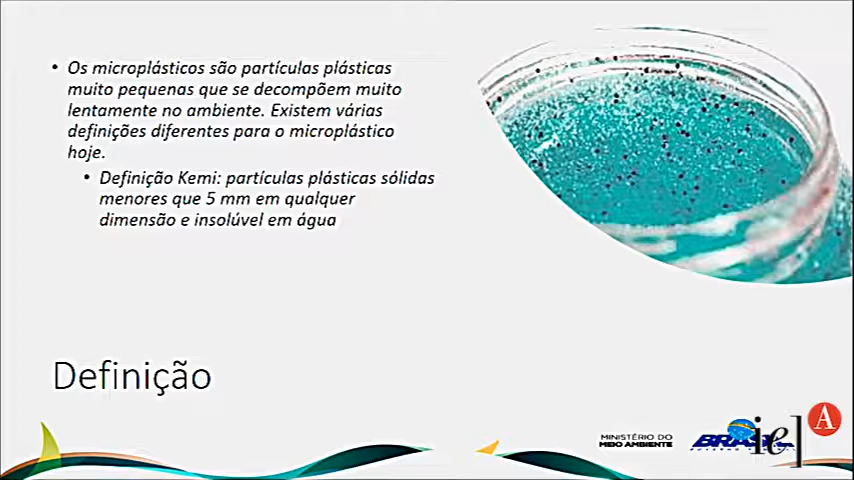 • Os microplásticos são partículas plásticas
muito pequenas que se decompõem muito
lentamente no ambiente. Existem várias
definições diferentes para o microplástico
hoje.
• Definição Kemi: partículas plásticas sólidas
menores que 5 mm em qualquer
dimensão e insolúvel em água
Definição
MINISTÉRIO DO
MEIO AMBIENTE
ie]
A